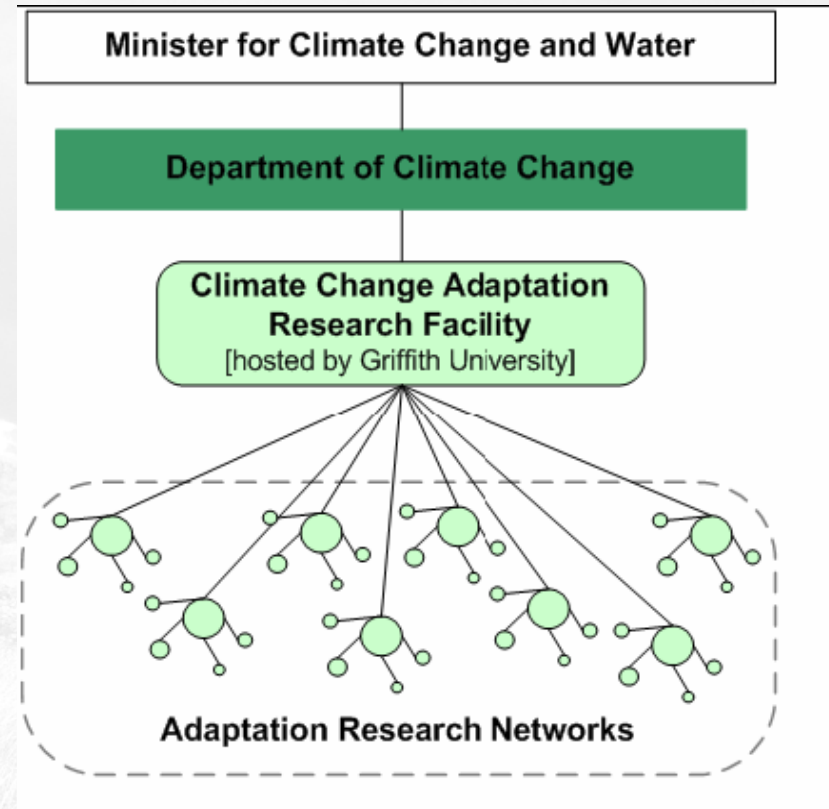 Minister for Climate Change and Water
Department of Climate Change
Climate Change Adaptation
Research Facility
[hosted by Griffith University]
Adaptation Research Networks